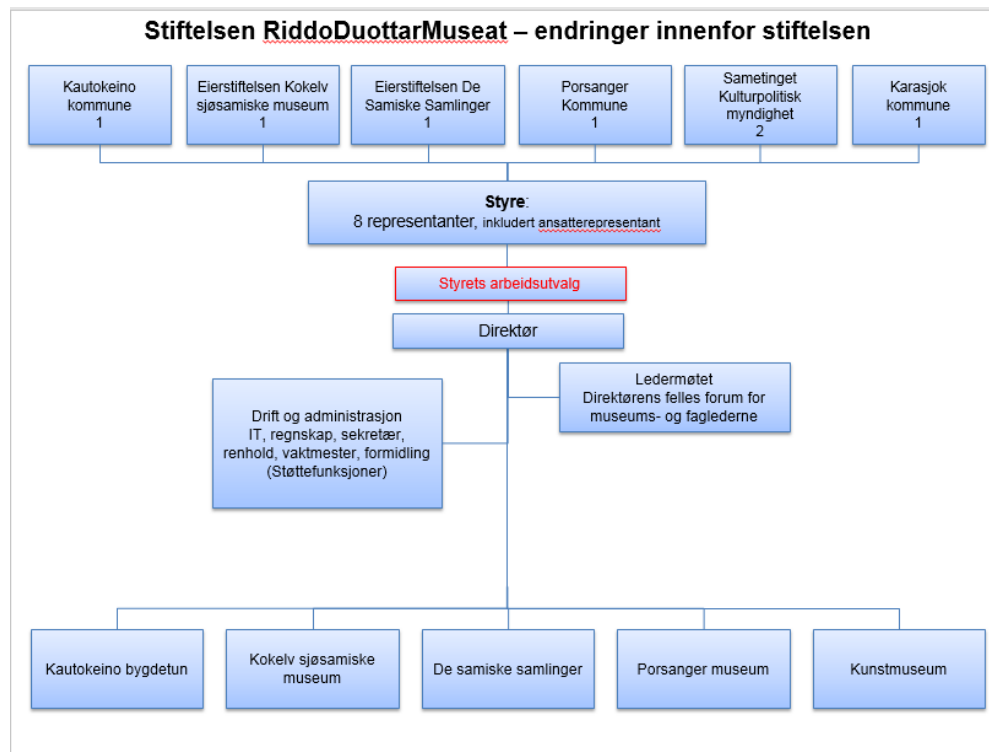 Stiftelsen RiddoDuottarMuseat – endringer innenfor stiftelsen
Kautokeino
kommune
1
Eierstiftelsen Kokelv
sjøsamiske museum
1
Eierstiftelsen De
Samiske Samlinger
1
Porsanger
Kommune
1
Sametinget
Kulturpolitisk
myndighet
2
Karasjok
kommune
1
Styre:
8 representanter, inkludert ansatterepresentant
Styrets arbeidsutvalg
Direktør
Ledermøtet
Direktørens felles forum for
museums- og faglederne
Drift og administrasjon
IT, regnskap, sekretær,
renhold, vaktmester, formidling
(Støttefunksjoner)
Kautokeino bygdetun
Kokelv sjøsamiske
museum
De samiske samlinger
Porsanger museum
Kunstmuseum